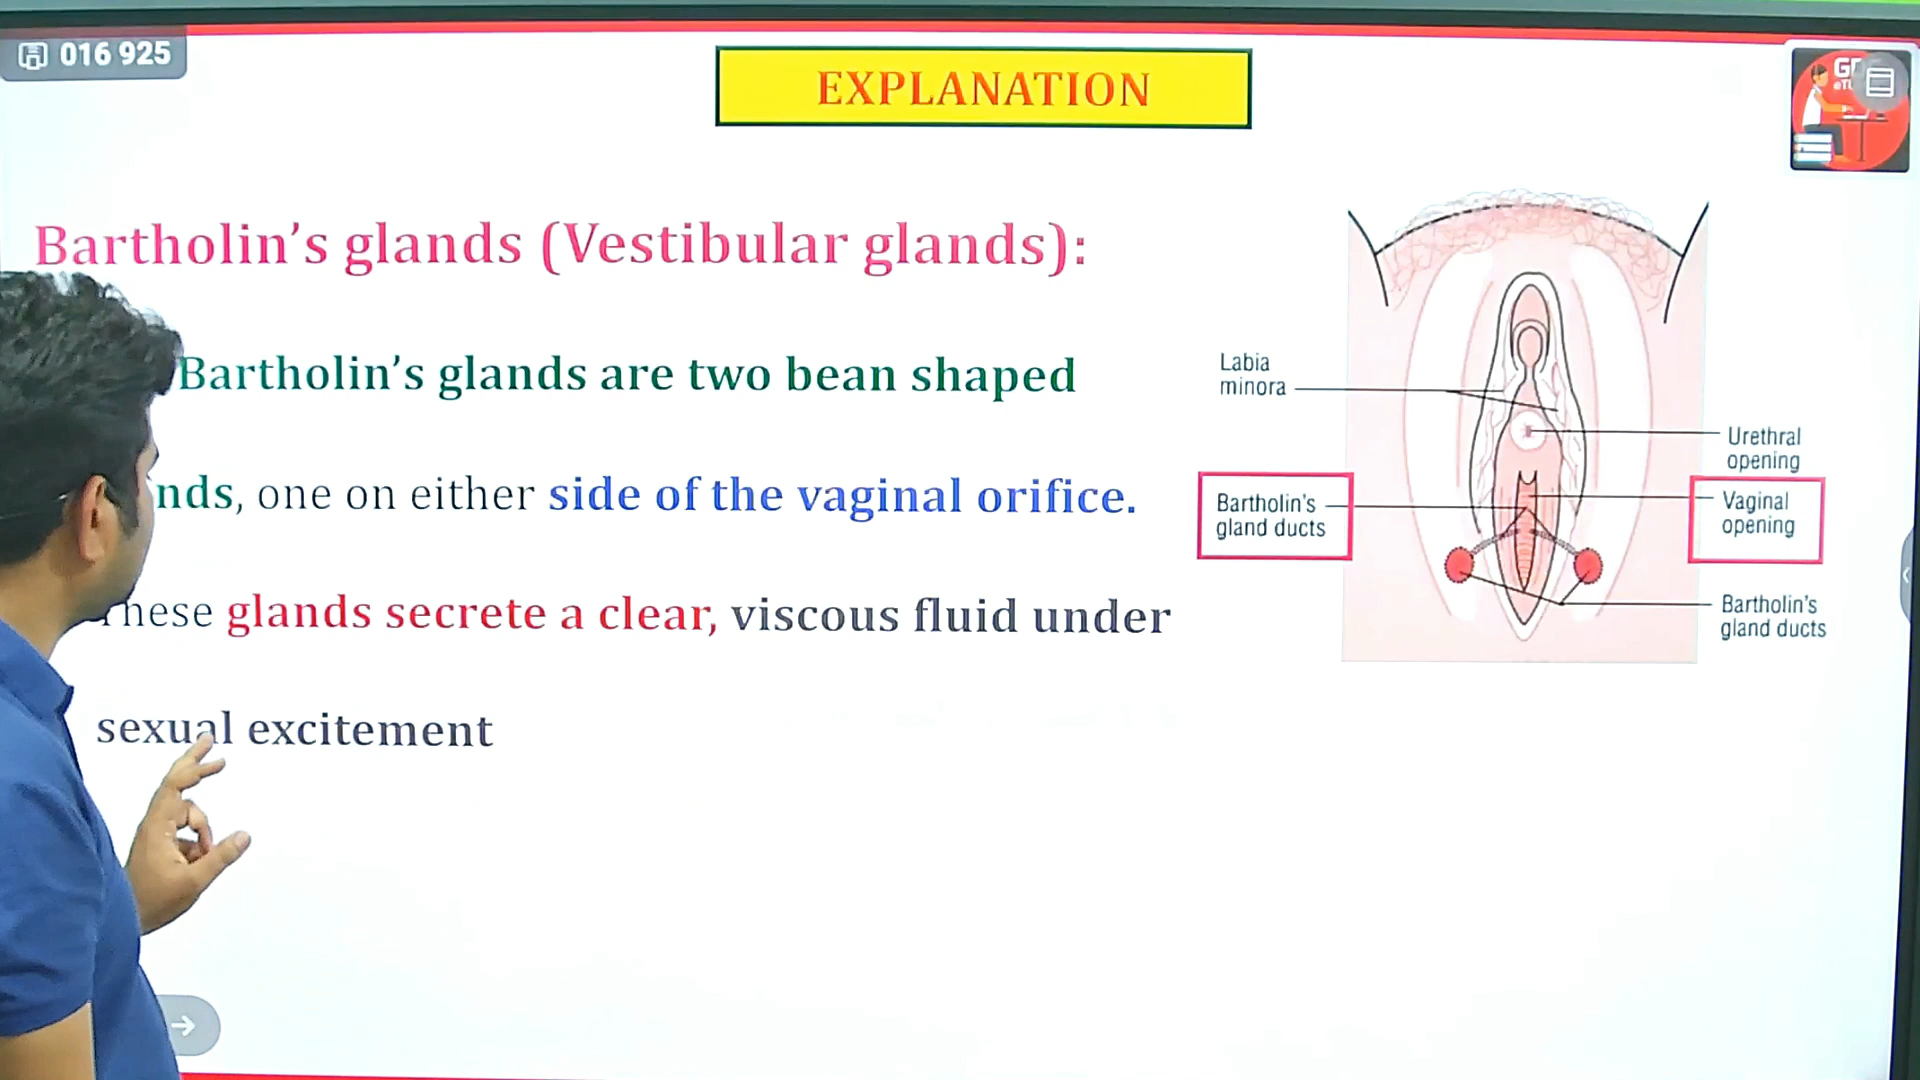 016 925
EXPLANATION
Bartholin's glands (Vestibular glands):
Bartholin's glands are two bean shaped
nds, one on either side of the vaginal orifice.
hese glands secrete a clear, viscous fluid under
sexual excitement
Labia
minora
Urethral
opening
Bartholin's
gland ducts
Vaginal
opening
Bartholin's
gland ducts